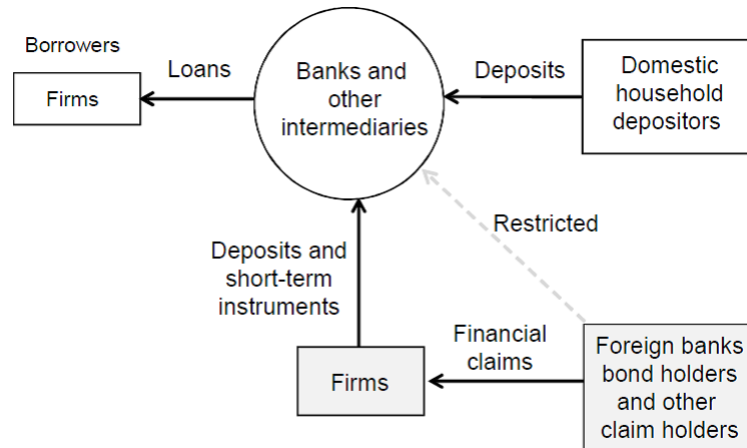 Borrowers
Firms
Loans
Banks and
other
intermediaries
Deposits
Domestic
household
depositors
Restricted
Deposits and
short-term
instruments
Financial
claims
Firms
Foreign banks
bond holders
and other
claim holders